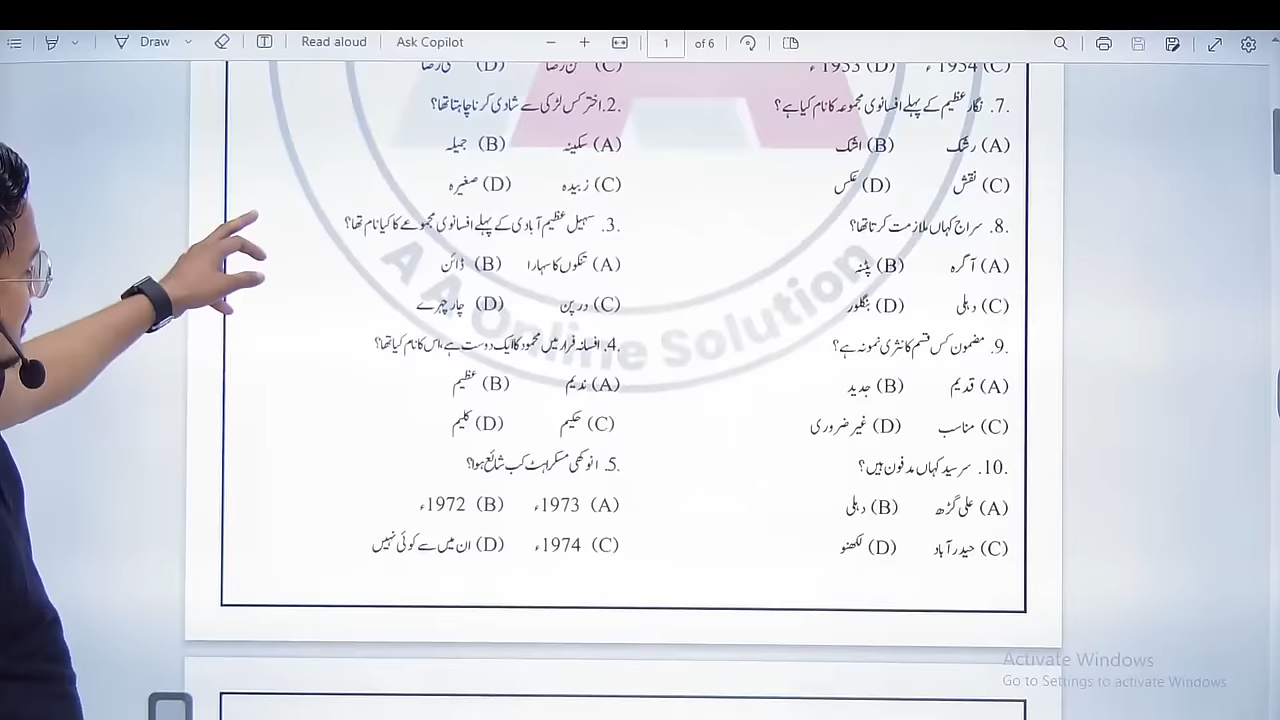 Draw
Read aloud
Ask Copilot
1
of 6
(C) 1934ء (D) 1933ء
.7. نگار عظیم کے پہلے افسانوی مجموعہ کا نام کیا ہے؟
(A) رشک (B) اشک
(C) نقش (D) عکس
.8. سراج کہاں ملازمت کرتا تھا؟
(A) آگرہ (B) پٹنہ
(C) دہلی (D) بنگلور
.9. مضمون کس قسم کا نثری نمونہ ہے؟
(A) قدیم (B) جدید
(C) مناسب (D) غیر ضروری
.10. سرسید کہاں مدفون ہیں؟
(A) علی گڑھ (B) دہلی
(C) حیدرآباد (D) لکھنو
(C) (D)
.2. اختر کس لڑکی سے شادی کرنا چاہتا تھا؟
(A) سکینہ (B) جمیلہ
(C) زبیدہ (D) صغیرہ
.3. سہیل عظیم آبادی کے پہلے افسانوی مجموعے کا کیا نام تھا؟
(A) تنکوں کا سہارا (B) ڈائن
(C) درپن (D) چار چہرے
.4. افسانہ فرار میں محمود کا ایک دوست ہے، اس کا نام کیا تھا؟
(A) ندیم (B) عظیم
(C) حکیم (D) کلیم
.5. انوکھی مسکراہٹ کب شائع ہوا؟
(A) 1973ء (B) 1972ء
(C) 1974ء (D) ان میں سے کوئی نہیں
A A Online Solution
Activate Windows
Go to Settings to activate Windows.